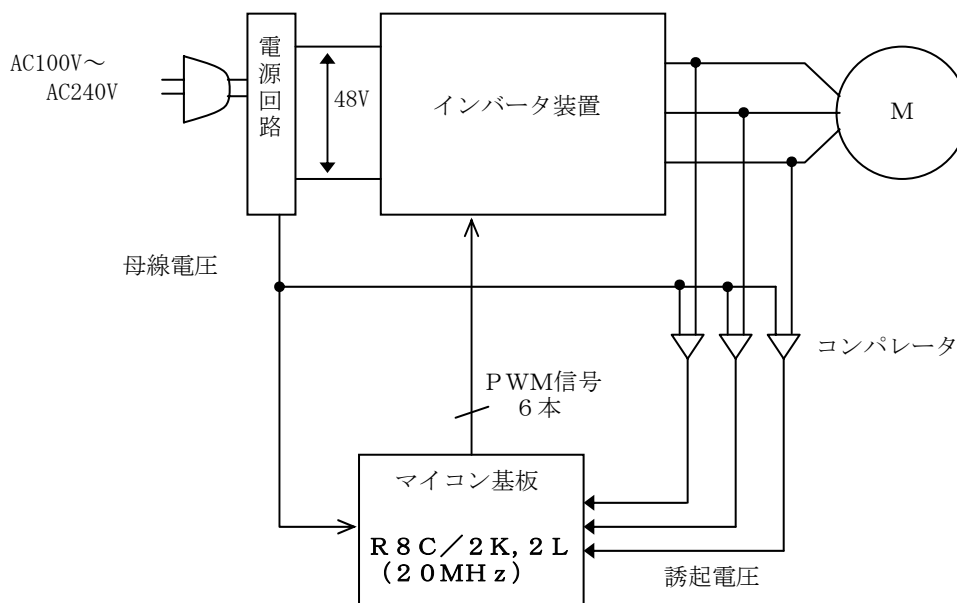 AC100V～
AC240V
電源回路
48V
インバータ装置
M
母線電圧
コンパレータ
ＰWM信号
６本
マイコン基板
Ｒ８Ｃ／２Ｋ,２Ｌ
(２０MHｚ)
誘起電圧